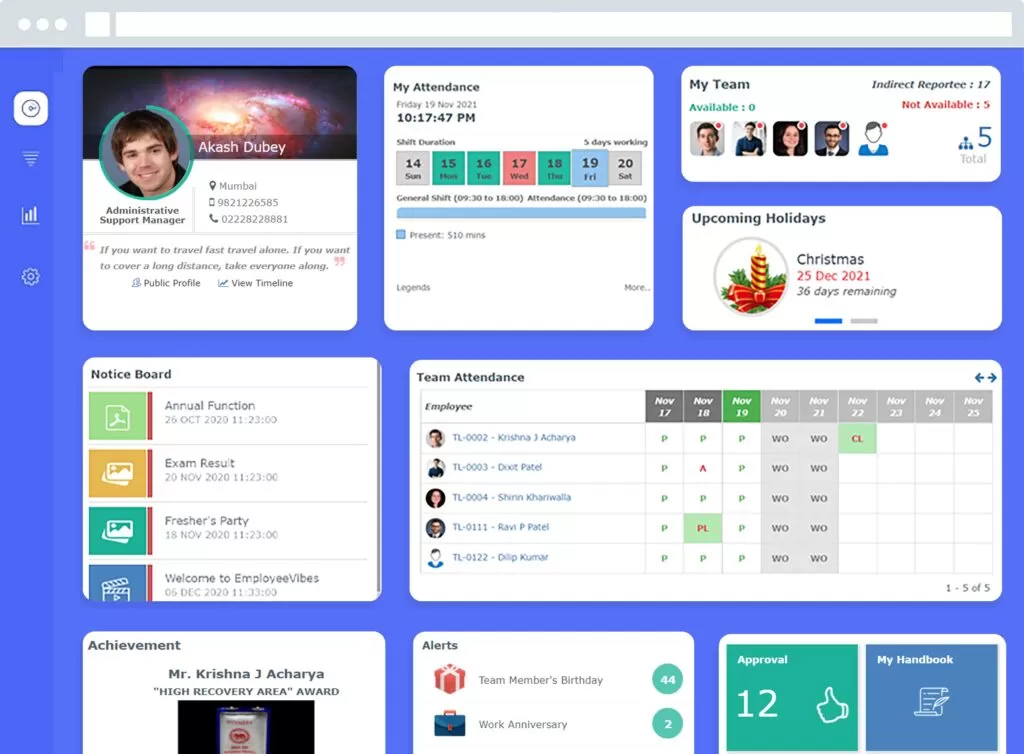 Akash Dubey
Mumbai
9821226585
02228228881
Administrative
Support Manager
❝ If you want to travel fast travel alone. If you want
to cover a long distance, take everyone along. ❞
Public Profile View Timeline
My Attendance
Friday 19 Nov 2021
10:17:47 PM
Shift Duration 5 days working
14 15 16 17 18 19 20
Sun Mon Tue Wed Thu Fri Sat
General Shift (09:30 to 18:00) Attendance (09:30 to 18:00)
Present: 510 mins
Legends More..
My Team Indirect Reportee : 17
Available : 0 Not Available : 5
5
Total
Upcoming Holidays
Christmas
25 Dec 2021
36 days remaining
Notice Board
Annual Function
26 OCT 2020 11:23:00
Exam Result
20 NOV 2020 11:23:00
Fresher's Party
18 NOV 2020 11:23:00
Welcome to EmployeeVibes
06 DEC 2020 11:33:00
Team Attendance
Employee Nov 17 Nov 18 Nov 19 Nov 20 Nov 21 Nov 22 Nov 23 Nov 24 Nov 25
TL-0002 - Krishna J Acharya P P P WO WO CL
TL-0003 - Dixit Patel P A P WO WO
TL-0004 - Shirin Khariwalla P P P WO WO
TL-0111 - Ravi P Patel P PL P WO WO
TL-0122 - Dilip Kumar P P P WO WO
1 - 5 of 5
Achievement
Mr. Krishna J Acharya
"HIGH RECOVERY AREA" AWARD
Alerts
Team Member's Birthday 44
Work Anniversary 2
Approval
12
My Handbook